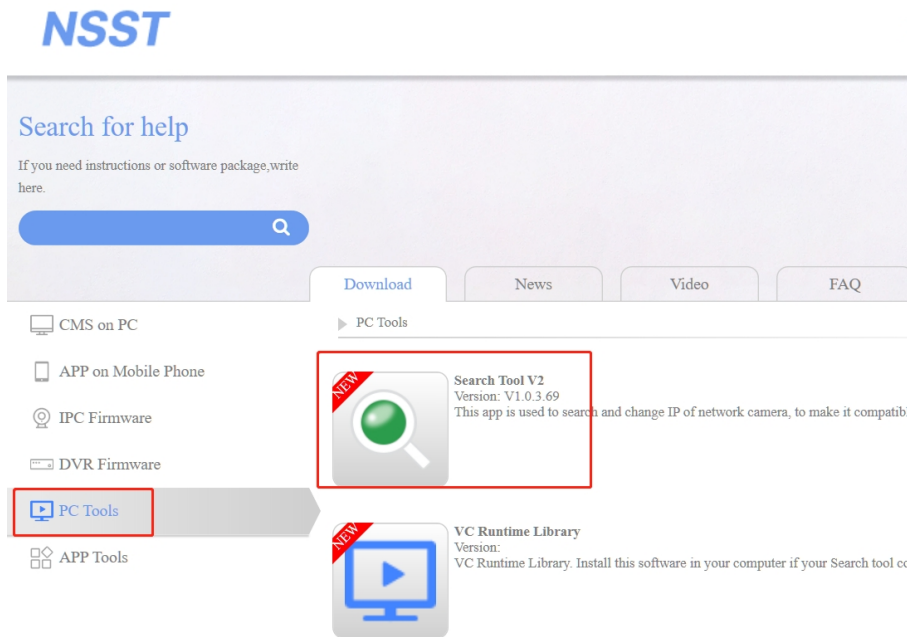 NSST
Search for help
If you need instructions or software package,write
here.
Download
News
Video
FAQ
CMS on PC
APP on Mobile Phone
IPC Firmware
DVR Firmware
PC Tools
APP Tools
PC Tools
NEW
Search Tool V2
Version: V1.0.3.69
This app is used to search and change IP of network camera, to make it compatibl
NEW
VC Runtime Library
Version:
VC Runtime Library. Install this software in your computer if your Search tool co